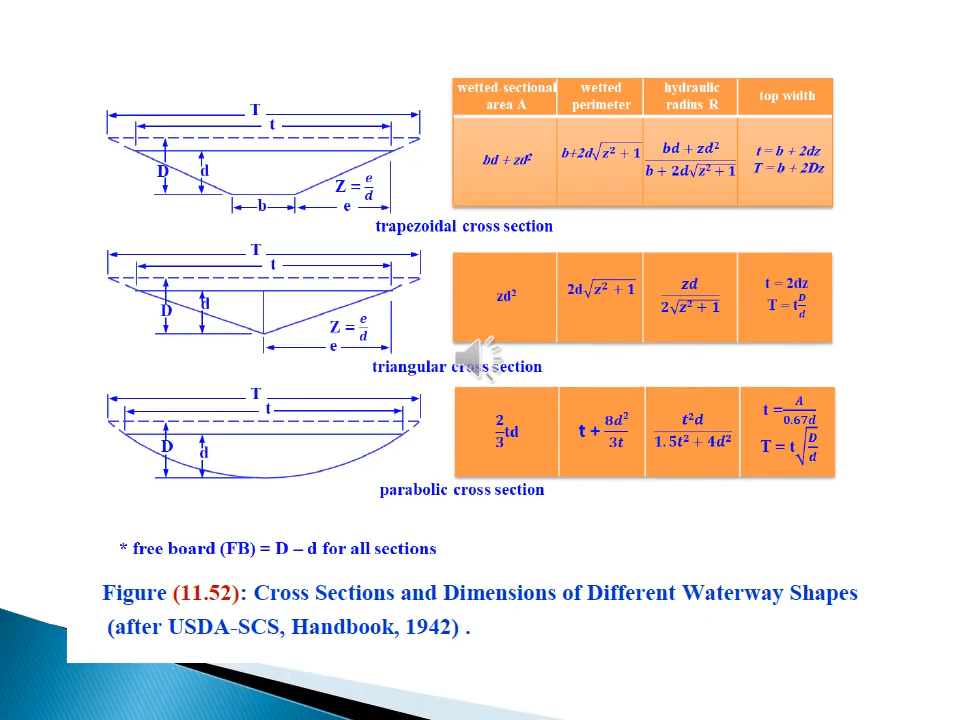 T
t
D
d
Z = e/d
b
e
wetted-sectional area A
wetted perimeter
hydraulic radius R
top width
bd + zd²
b+2d√(z² + 1)
(bd + zd²)/(b + 2d√(z² + 1))
t = b + 2dz
T = b + 2Dz
trapezoidal cross section
T
t
D
d
Z = e/d
e
zd²
2d√(z² + 1)
zd/(2√(z² + 1))
t = 2dz
T = t D/d
triangular cross section
T
t
D
d
2/3 td
t + 8d²/3t
t²d/(1.5t² + 4d²)
t = A/0.67d
T = t√(D/d)
parabolic cross section
* free board (FB) = D – d for all sections
Figure (11.52): Cross Sections and Dimensions of Different Waterway Shapes
(after USDA-SCS, Handbook, 1942) .